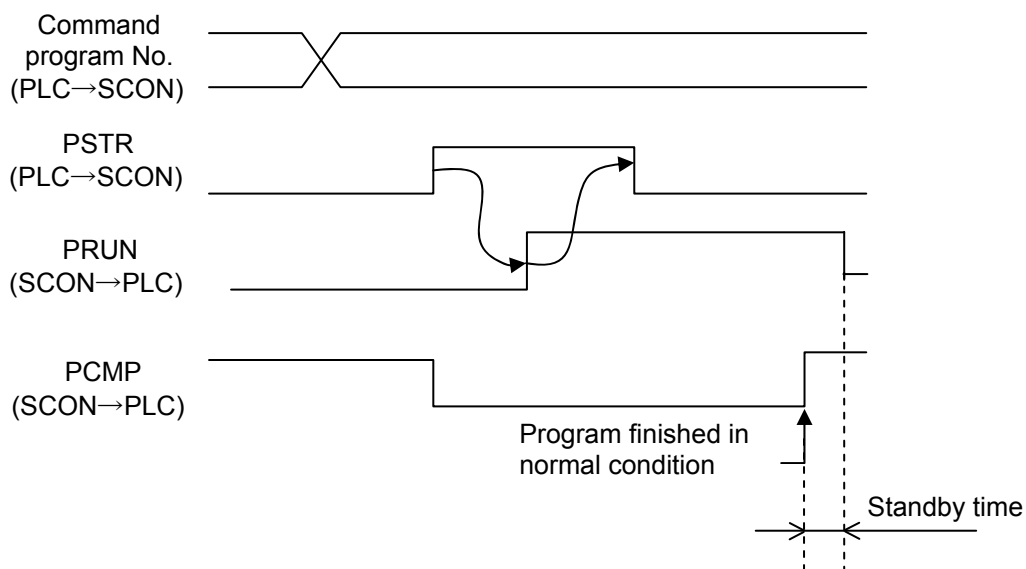 Command
program No.
(PLC→SCON)
PSTR
(PLC→SCON)
PRUN
(SCON→PLC)
PCMP
(SCON→PLC)
Program finished in
normal condition
Standby time